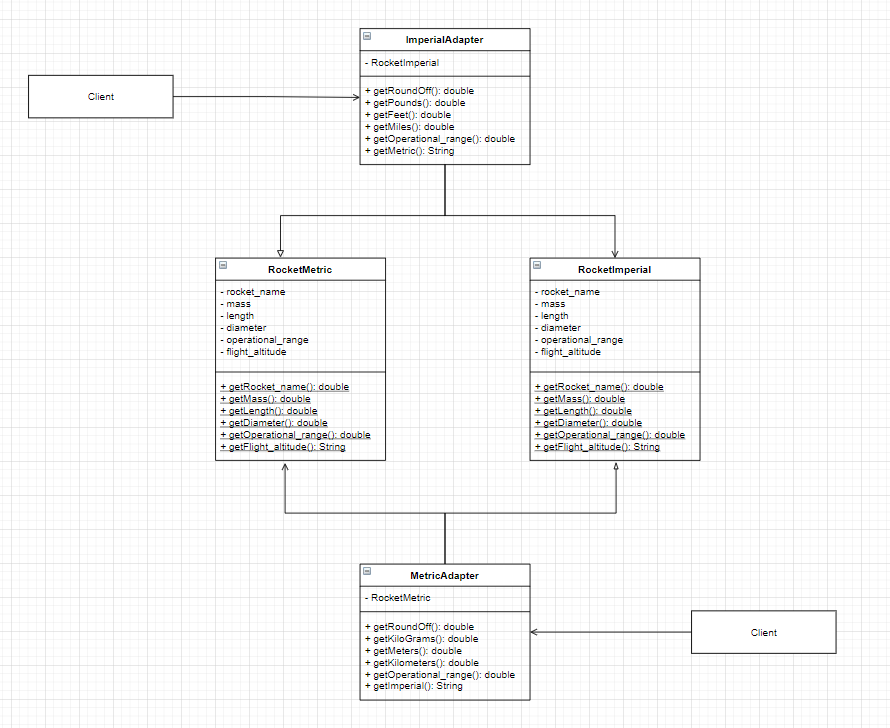 ImperialAdapter
- RocketImperial
+ getRoundOff(): double
+ getPounds(): double
+ getFeet(): double
+ getMiles(): double
+ getOperational_range(): double
+ getMetric(): String
Client
RocketMetric
- rocket_name
- mass
- length
- diameter
- operational_range
- flight_altitude
+ getRocket_name(): double
+ getMass(): double
+ getLength(): double
+ getDiameter(): double
+ getOperational_range(): double
+ getFlight_altitude(): String
RocketImperial
- rocket_name
- mass
- length
- diameter
- operational_range
- flight_altitude
+ getRocket_name(): double
+ getMass(): double
+ getLength(): double
+ getDiameter(): double
+ getOperational_range(): double
+ getFlight_altitude(): String
MetricAdapter
- RocketMetric
+ getRoundOff(): double
+ getKiloGrams(): double
+ getMeters(): double
+ getKilometers(): double
+ getOperational_range(): double
+ getImperial(): String
Client